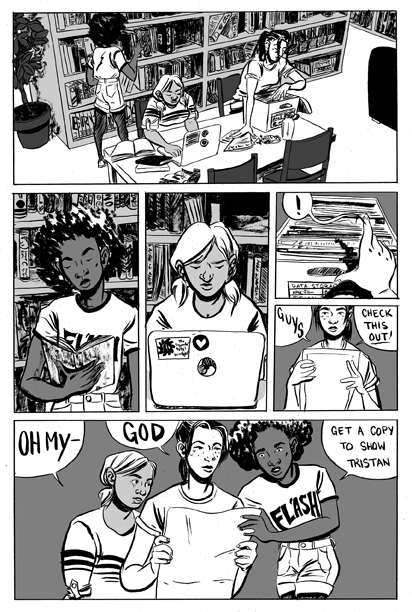 !
DATA STORAGE
GUYS
CHECK
THIS
OUT!
FLASH
OH MY-
GOD
GET A COPY
TO SHOW
TRISTAN
FLASH